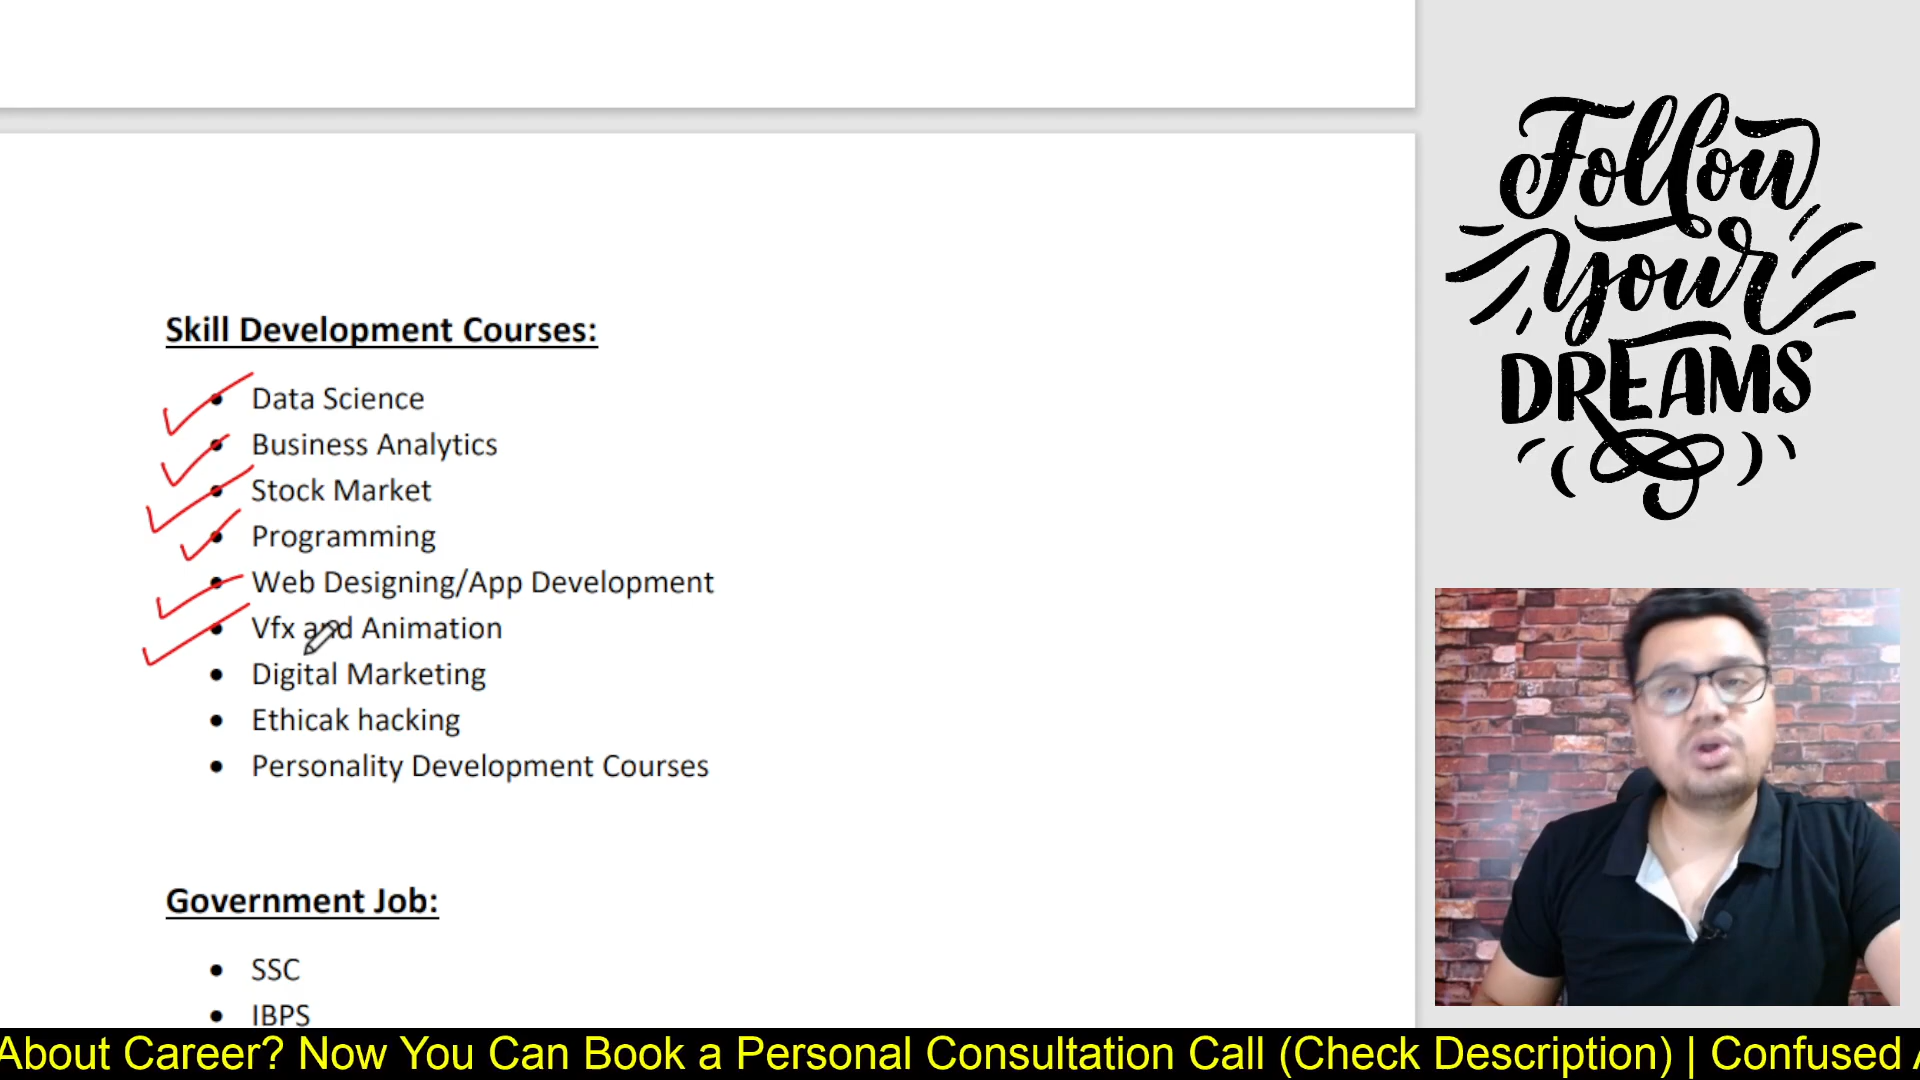 Skill Development Courses:
Data Science
Business Analytics
Stock Market
Programming
Web Designing/App Development
Vfx and Animation
Digital Marketing
Ethicak hacking
Personality Development Courses
Government Job:
SSC
IBPS
Follow
Your
DREAMS
About Career? Now You Can Book a Personal Consultation Call (Check Description) | Confused